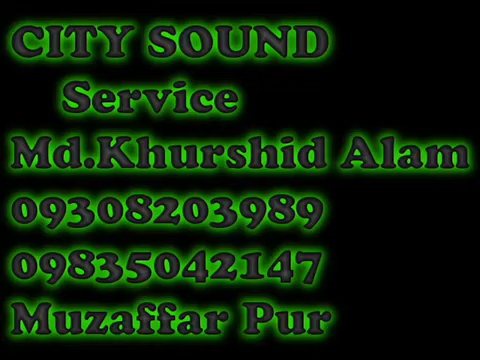 CITY SOUND
Service
Md.Khurshid Alam
09308203989
09835042147
Muzaffar Pur